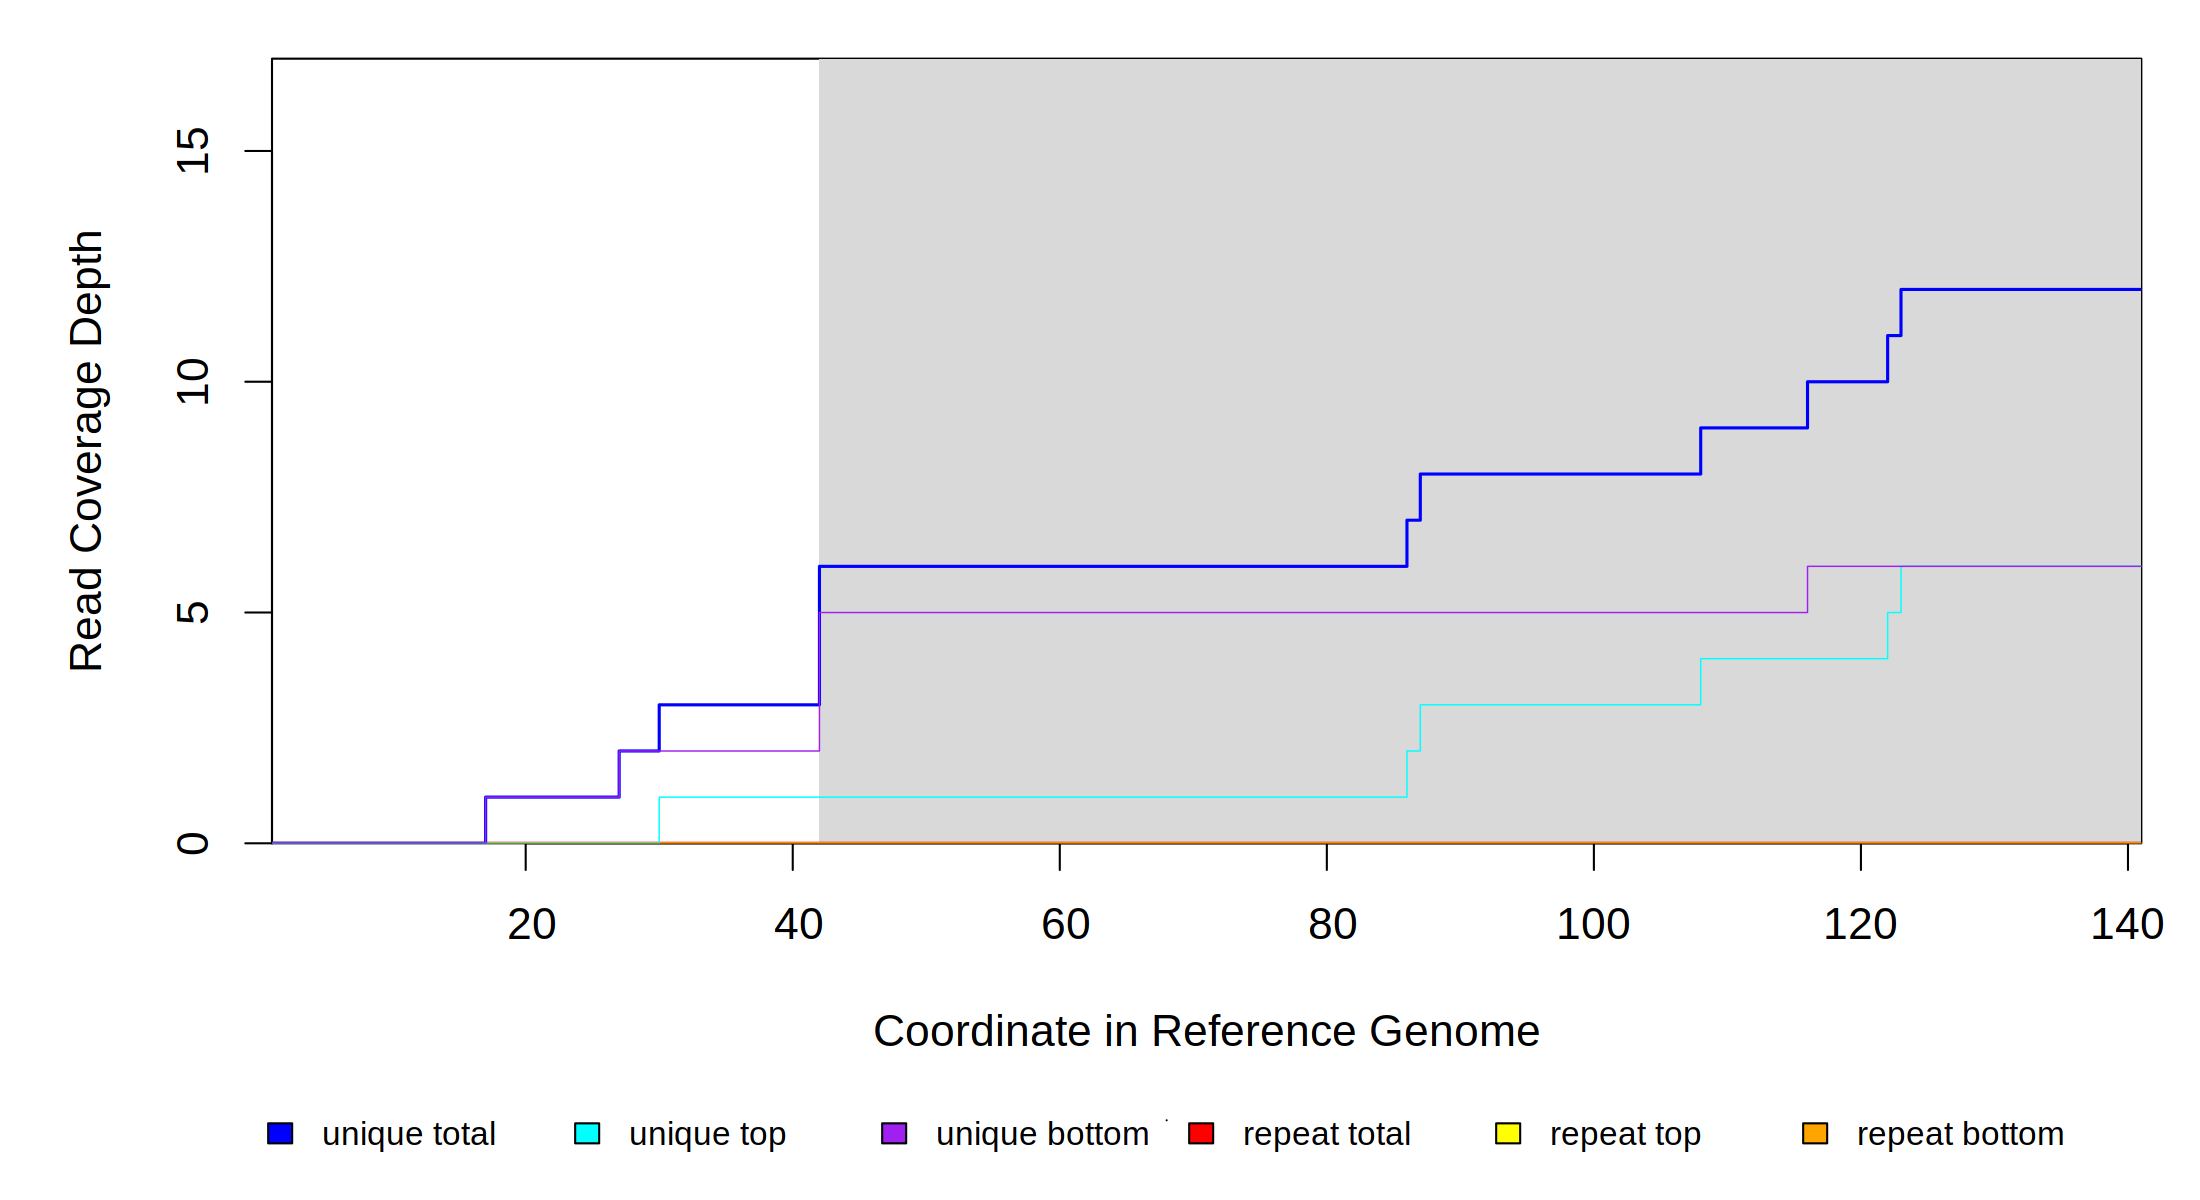 Read Coverage Depth
15
10
5
0
20 40 60 80 100 120 140
Coordinate in Reference Genome
unique total unique top unique bottom repeat total repeat top repeat bottom